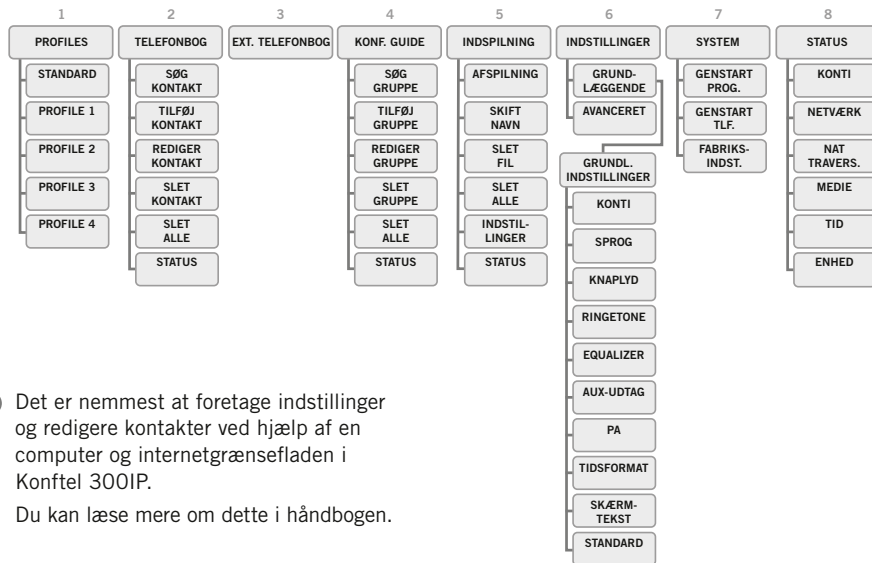 1 2 3 4 5 6 7 8
PROFILES
STANDARD
PROFILE 1
PROFILE 2
PROFILE 3
PROFILE 4
TELEFONBOG
SØG
KONTAKT
TILFØJ
KONTAKT
REDIGER
KONTAKT
SLET
KONTAKT
SLET
ALLE
STATUS
EXT. TELEFONBOG
KONF. GUIDE
SØG
GRUPPE
TILFØJ
GRUPPE
REDIGER
GRUPPE
SLET
GRUPPE
SLET
ALLE
STATUS
INDSPILNING
AFSPILNING
SKIFT
NAVN
SLET
FIL
SLET
ALLE
INDSTIL-
LINGER
STATUS
INDSTILLINGER
GRUND-
LÆGGENDE
AVANCERET
GRUNDL.
INDSTILLINGER
KONTI
SPROG
KNAPLYD
RINGETONE
EQUALIZER
AUX-UDTAG
PA
TIDSFORMAT
SKÆRM-
TEKST
STANDARD
SYSTEM
GENSTART
PROG.
GENSTART
TLF.
FABRIKS-
INDST.
STATUS
KONTI
NETVÆRK
NAT
TRAVERS.
MEDIE
TID
ENHED
Det er nemmest at foretage indstillinger
og redigere kontakter ved hjælp af en
computer og internetgrænsefladen i
Konftel 300IP.
Du kan læse mere om dette i håndbogen.